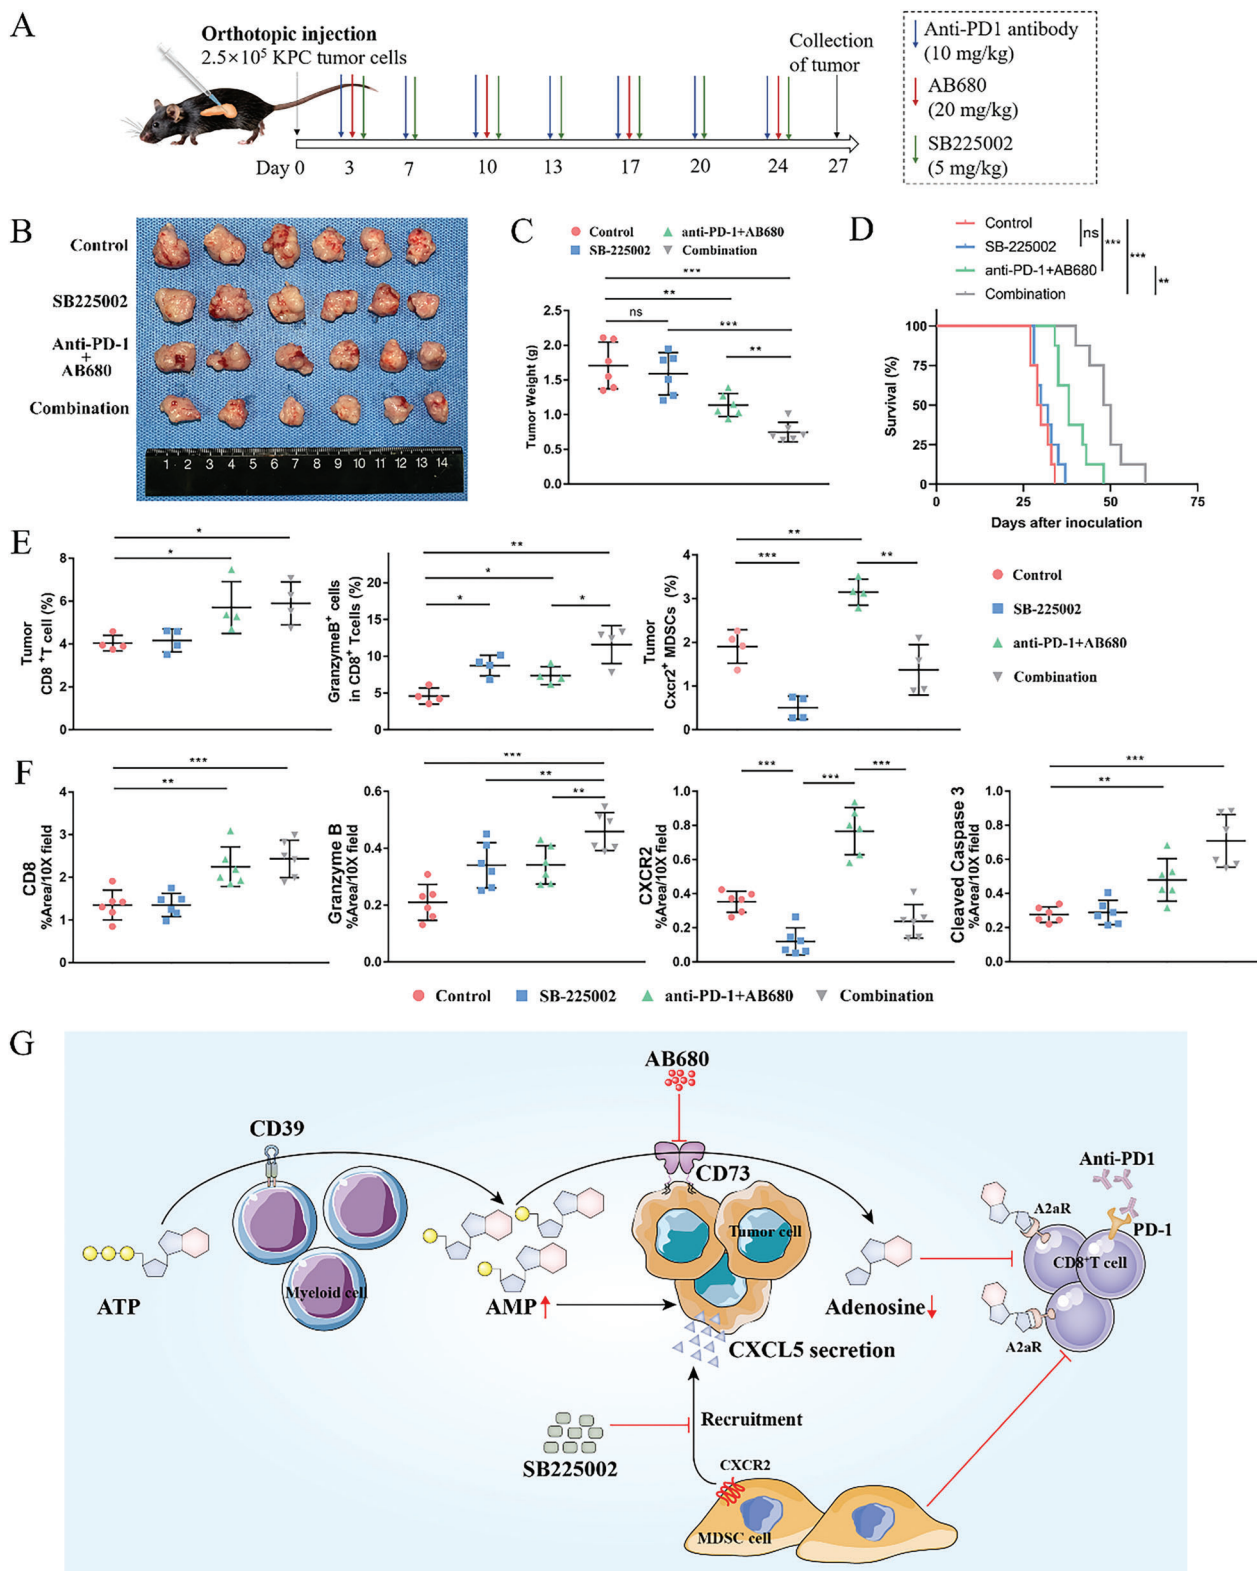 A
Orthotopic injection
2.5×10⁵ KPC tumor cells
Collection
of tumor
Day 0
3
7
10
13
17
20
24
27
Anti-PD1 antibody
(10 mg/kg)
AB680
(20 mg/kg)
SB225002
(5 mg/kg)
B
Control
SB225002
Anti-PD-1
+
AB680
Combination
1 2 3 4 5 6 7 8 9 10 11 12 13 14
C
Control
anti-PD-1+AB680
SB-225002
Combination
***
**
ns
***
**
2.5
2.0
1.5
1.0
0.5
0.0
Tumor Weight (g)
D
Control
SB-225002
anti-PD-1+AB680
Combination
ns
***
***
**
100
75
50
25
0
Survival (%)
0 25 50 75
Days after inoculation
E
*
*
8
6
4
2
0
Tumor
CD8 ⁺T cell (%)
**
*
*
*
20
15
10
5
0
GranzymeB⁺ cells
in CD8⁺ Tcells (%)
**
***
**
4
3
2
1
0
Tumor
Cxcr2⁺ MDSCs (%)
Control
SB-225002
anti-PD-1+AB680
Combination
F
***
**
4
3
2
1
0
CD8
%Area/10X field
***
**
**
0.6
0.4
0.2
0.0
Granzyme B
%Area/10X field
***
***
***
1.0
0.8
0.6
0.4
0.2
0.0
CXCR2
%Area/10X field
***
**
1.0
0.8
0.6
0.4
0.2
0.0
Cleaved Caspase 3
%Area/10X field
Control
SB-225002
anti-PD-1+AB680
Combination
G
AB680
CD39
CD73
Anti-PD1
A2aR
PD-1
Tumor cell
CD8⁺T cell
Myeloid cell
ATP
AMP
Adenosine
A2aR
CXCL5 secretion
Recruitment
SB225002
CXCR2
MDSC cell